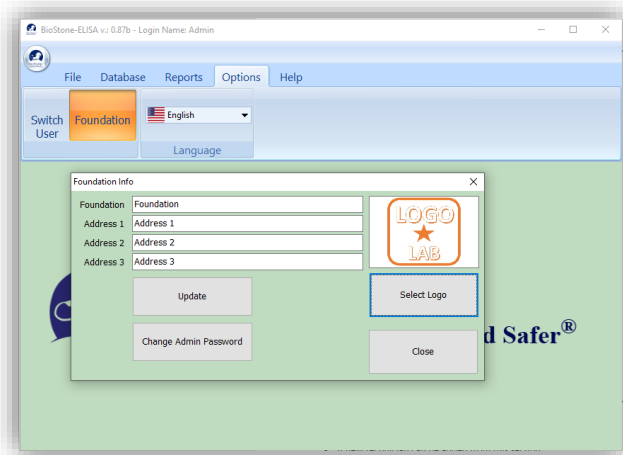 BioStone-ELISA v.: 0.87b - Login Name: Admin
File Database Reports Options Help
Switch User
Foundation
English
Language
Foundation Info
Foundation Foundation
Address 1 Address 1
Address 2 Address 2
Address 3 Address 3
LOGO
LAB
Update
Select Logo
Change Admin Password
Close
d Safer®